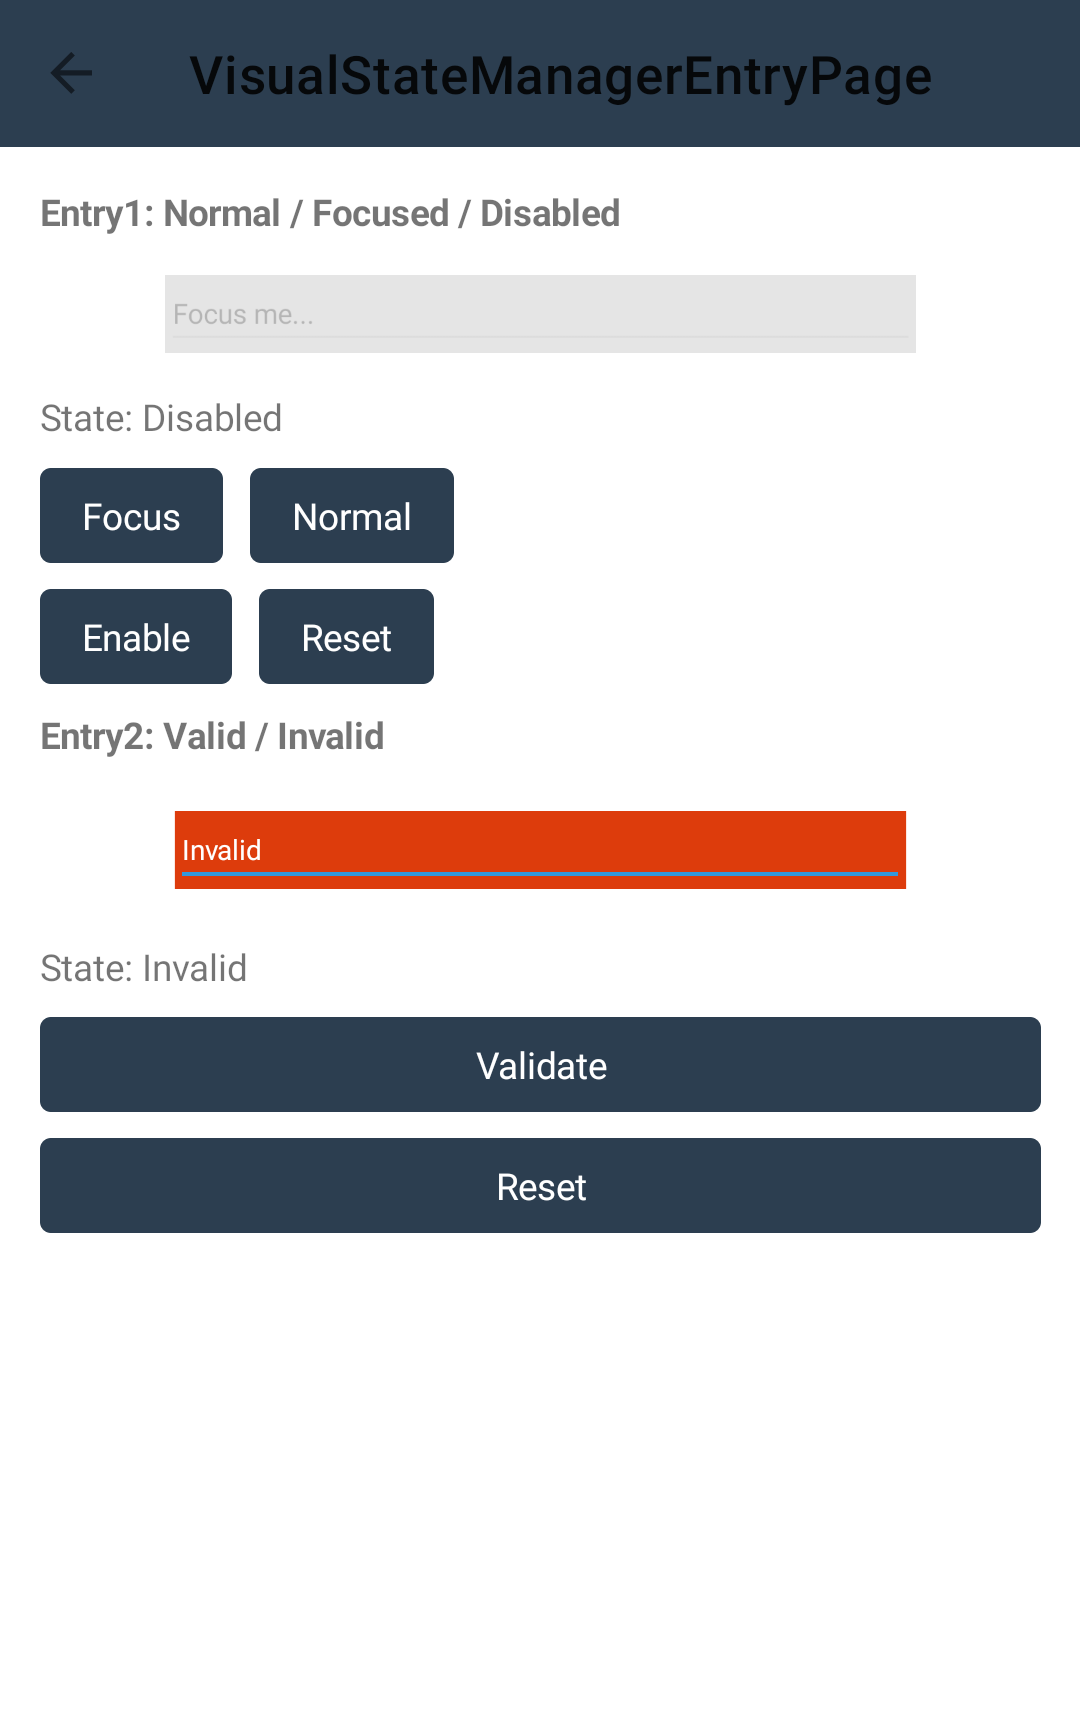 VisualStateManagerEntryPage
Entry1: Normal / Focused / Disabled
Focus me...
State: Disabled
Focus Normal
Enable Reset
Entry2: Valid / Invalid
Invalid
State: Invalid
Validate
Reset